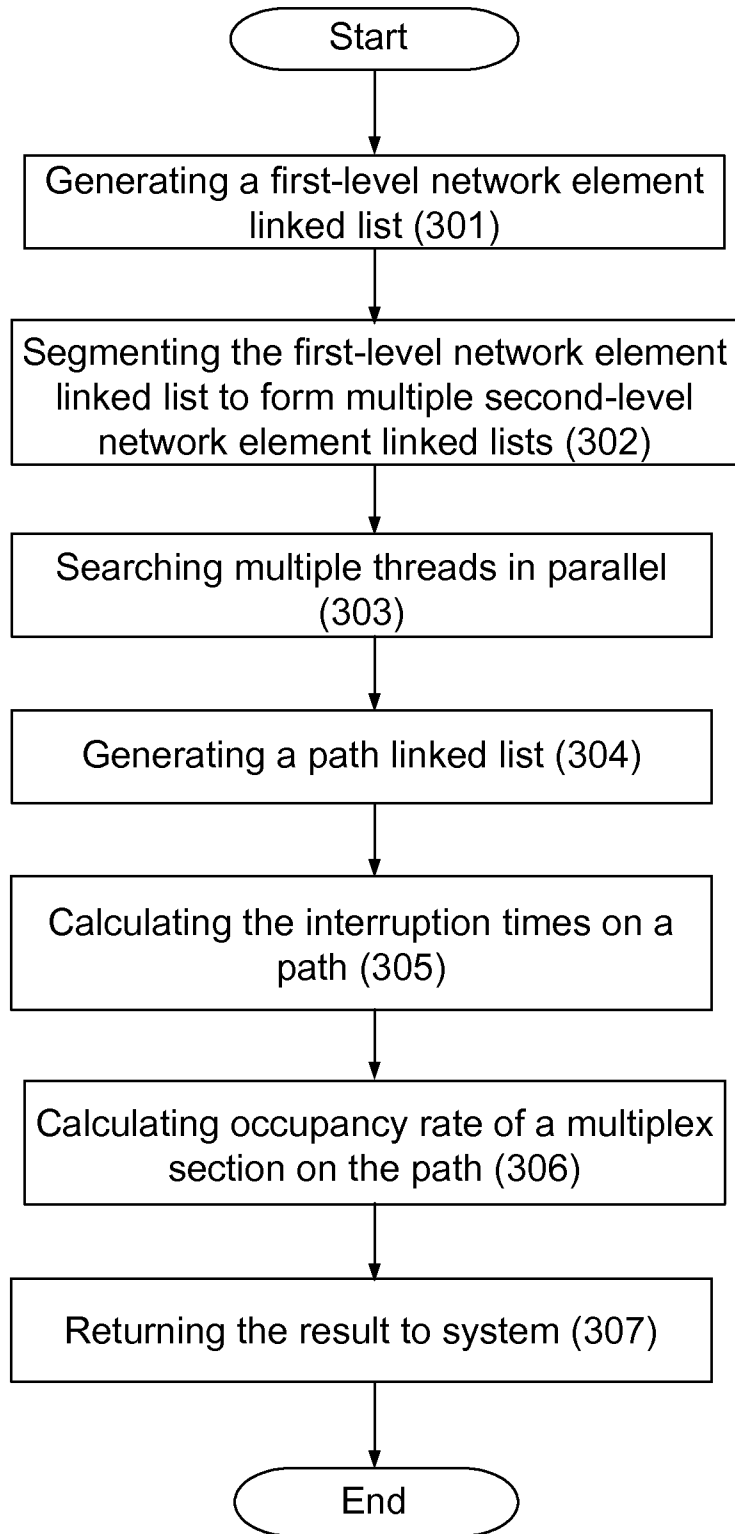 Start
Generating a first-level network element
linked list (301)
Segmenting the first-level network element
linked list to form multiple second-level
network element linked lists (302)
Searching multiple threads in parallel
(303)
Generating a path linked list (304)
Calculating the interruption times on a
path (305)
Calculating occupancy rate of a multiplex
section on the path (306)
Returning the result to system (307)
End